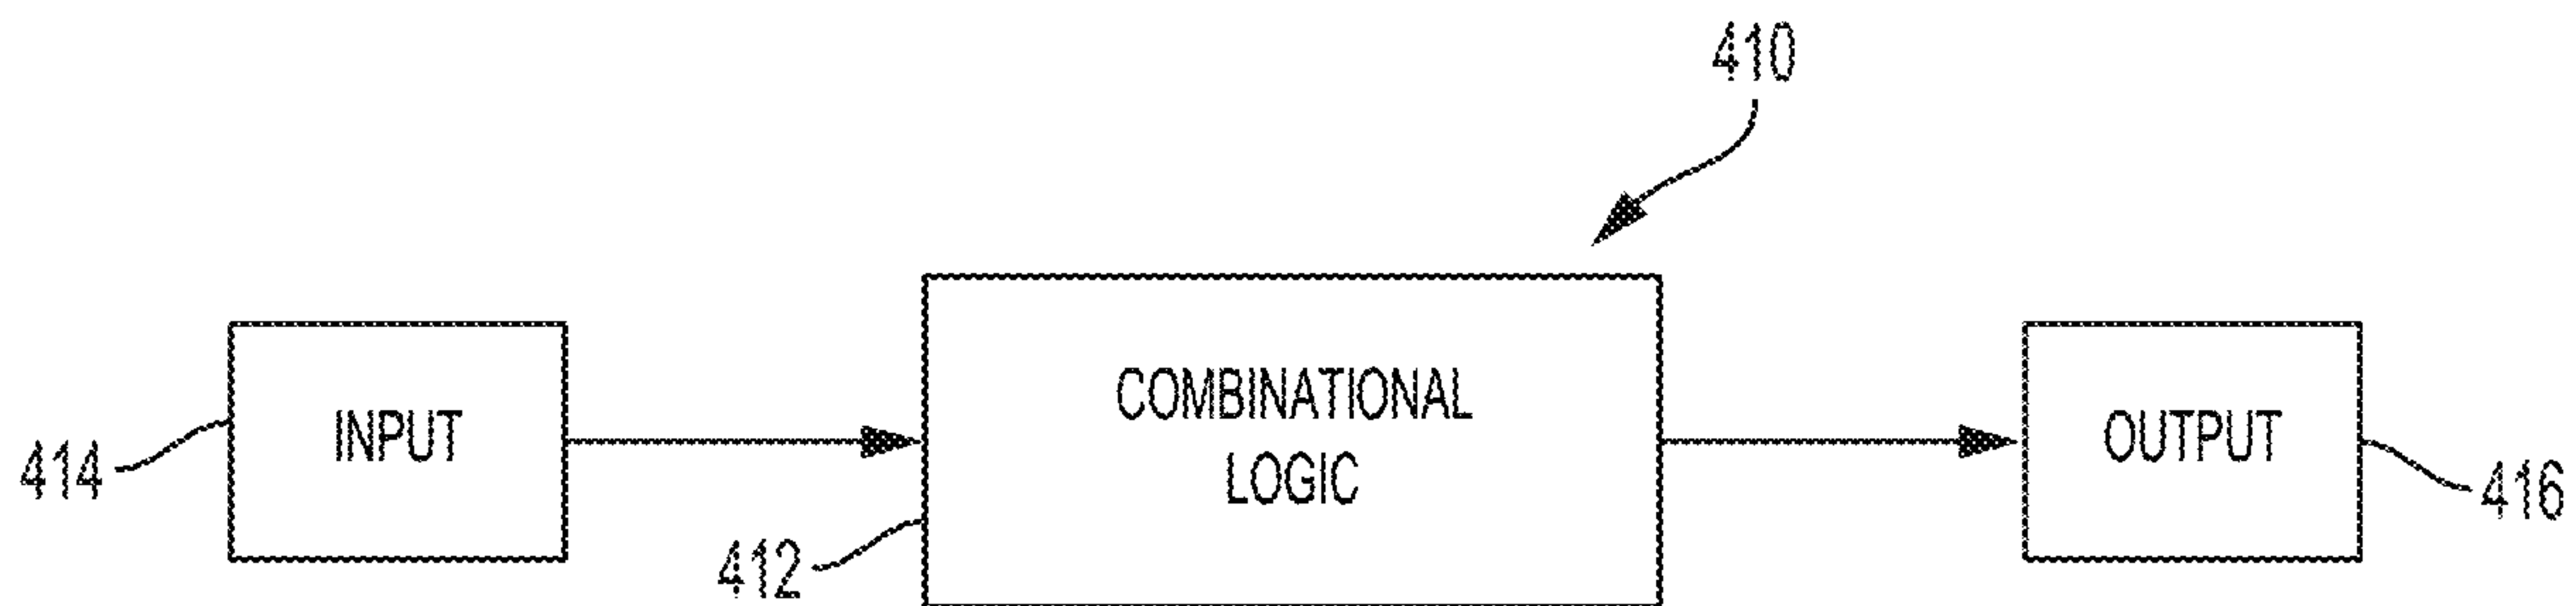 410
INPUT
COMBINATIONAL
LOGIC
OUTPUT
414
412
416